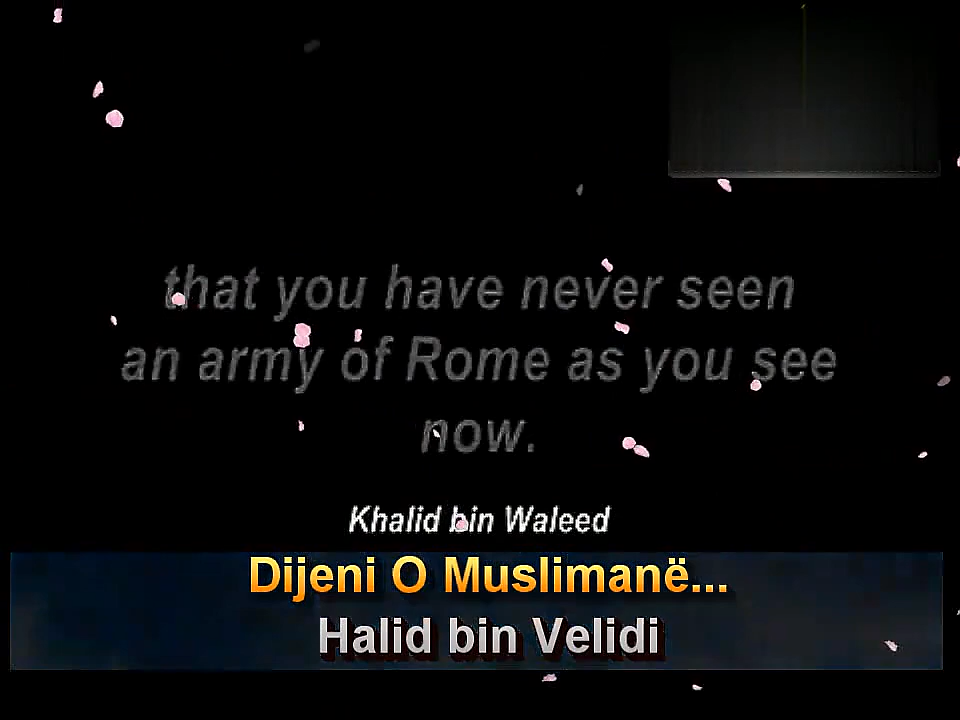 that you have never seen
an army of Rome as you see
now.
Khalid bin Waleed
Dijeni O Muslimanë...
Halid bin Velidi